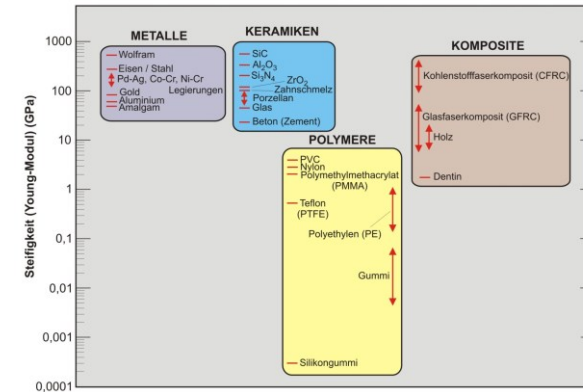 Steifigkeit (Young-Modul) (GPa)
1000
100
10
1
0,1
0,01
0,001
0,0001
METALLE
Wolfram
Eisen / Stahl
Pd-Ag, Co-Cr, Ni-Cr
Legierungen
Gold
Aluminium
Amalgam
KERAMIKEN
SiC
Al₂O₃
Si₃N₄
ZrO₂
Zahnschmelz
Porzellan
Glas
Beton (Zement)
POLYMERE
PVC
Nylon
Polymethylmethacrylat
(PMMA)
Teflon
(PTFE)
Polyethylen (PE)
Gummi
Silikongummi
KOMPOSITE
Kohlenstofffaserkomposit (CFRC)
Glasfaserkomposit (GFRC)
Holz
Dentin